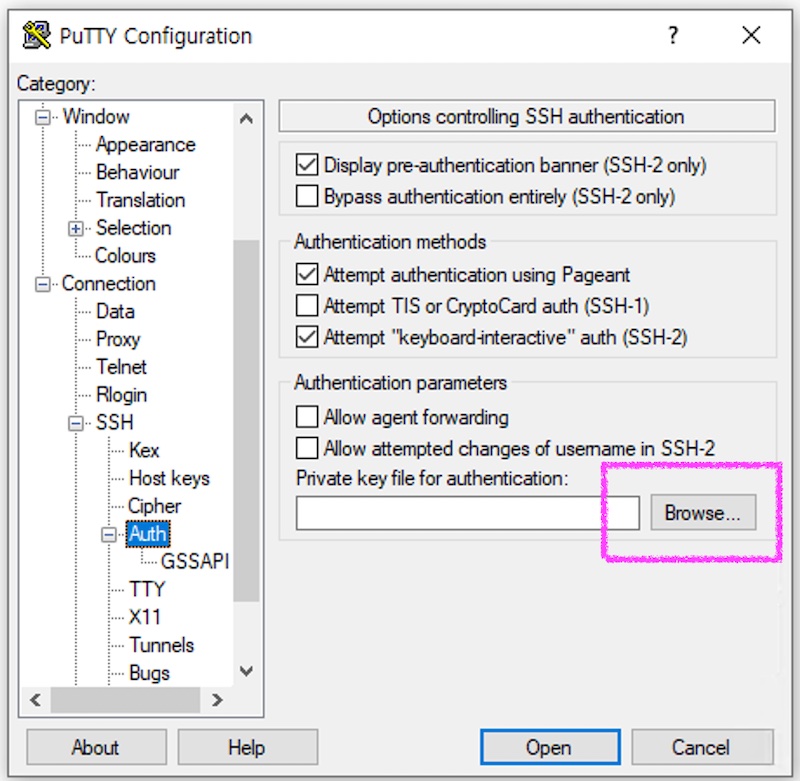 PuTTY Configuration
?
Category:
Window
Appearance
Behaviour
Translation
Selection
Colours
Connection
Data
Proxy
Telnet
Rlogin
SSH
Kex
Host keys
Cipher
Auth
GSSAPI
TTY
X11
Tunnels
Bugs
Options controlling SSH authentication
Display pre-authentication banner (SSH-2 only)
Bypass authentication entirely (SSH-2 only)
Authentication methods
Attempt authentication using Pageant
Attempt TIS or CryptoCard auth (SSH-1)
Attempt "keyboard-interactive" auth (SSH-2)
Authentication parameters
Allow agent forwarding
Allow attempted changes of username in SSH-2
Private key file for authentication:
Browse...
About
Help
Open
Cancel